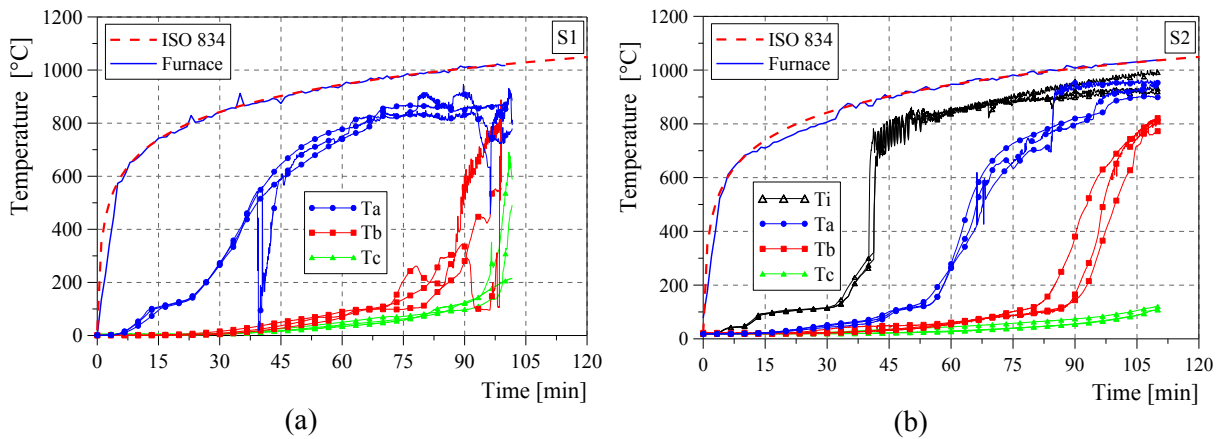 S1
ISO 834
Furnace
Temperature [°C]
1200
1000
800
600
400
200
0
Ta
Tb
Tc
0 15 30 45 60 75 90 105 120
Time [min]
(a)
S2
ISO 834
Furnace
Temperature [°C]
1200
1000
800
600
400
200
0
Ti
Ta
Tb
Tc
0 15 30 45 60 75 90 105 120
Time [min]
(b)